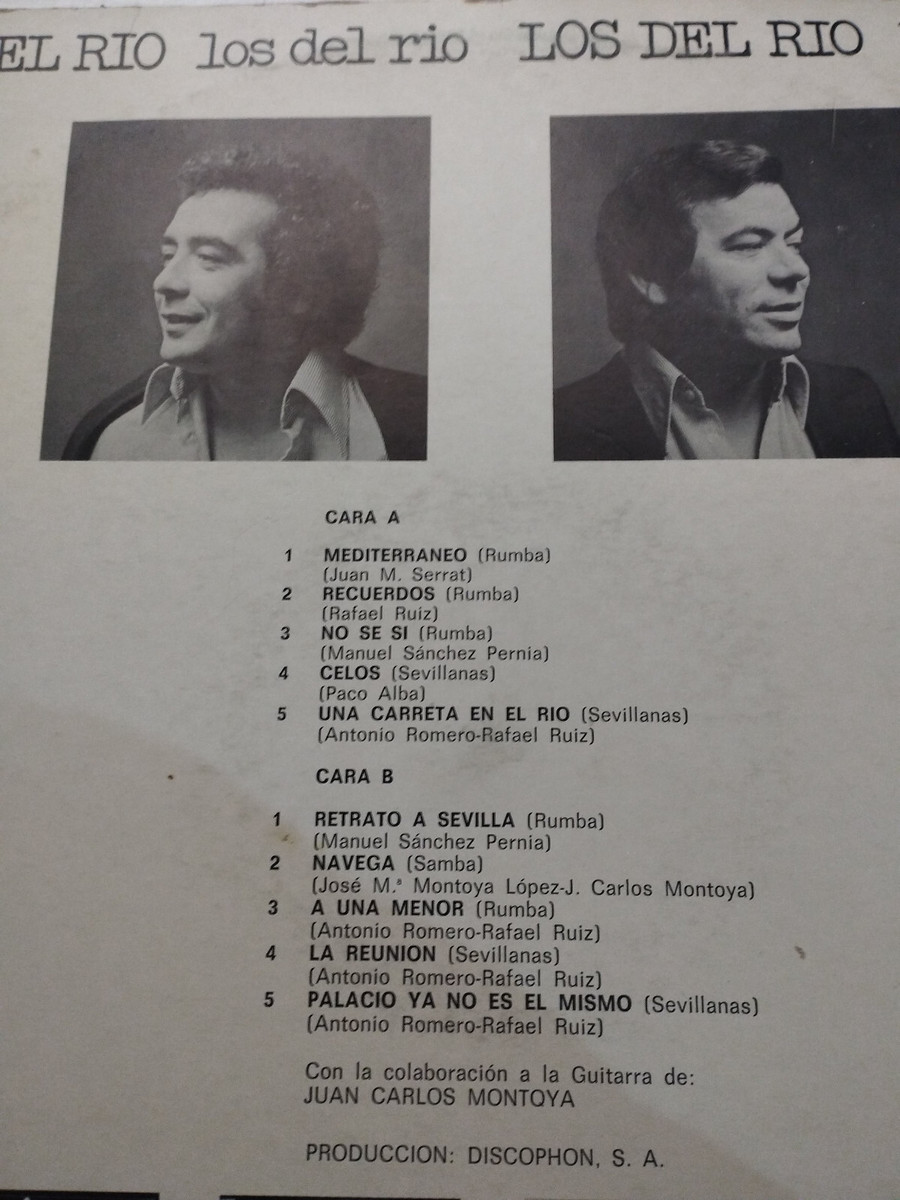 EL RIO los del rio LOS DEL RIO
CARA A
1 MEDITERRANEO (Rumba)
(Juan M. Serrat)
2 RECUERDOS (Rumba)
(Rafael Ruiz)
3 NO SE SI (Rumba)
(Manuel Sánchez Pernia)
4 CELOS (Sevillanas)
(Paco Alba)
5 UNA CARRETA EN EL RIO (Sevillanas)
(Antonio Romero-Rafael Ruiz)
CARA B
1 RETRATO A SEVILLA (Rumba)
(Manuel Sánchez Pernia)
2 NAVEGA (Samba)
(José M.ª Montoya López-J. Carlos Montoya)
3 A UNA MENOR (Rumba)
(Antonio Romero-Rafael Ruiz)
4 LA REUNION (Sevillanas)
(Antonio Romero-Rafael Ruiz)
5 PALACIO YA NO ES EL MISMO (Sevillanas)
(Antonio Romero-Rafael Ruiz)
Con la colaboración a la Guitarra de:
JUAN CARLOS MONTOYA
PRODUCCION: DISCOPHON, S. A.